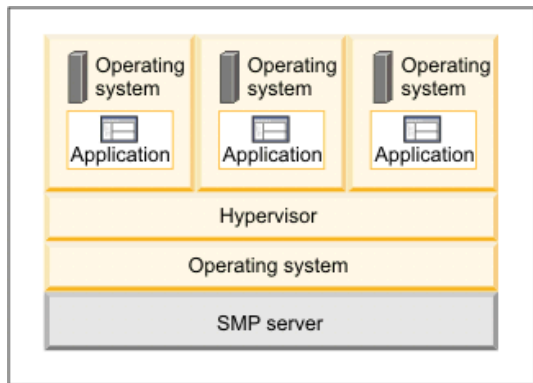 Operating
system
Application
Operating
system
Application
Operating
system
Application
Hypervisor
Operating system
SMP server